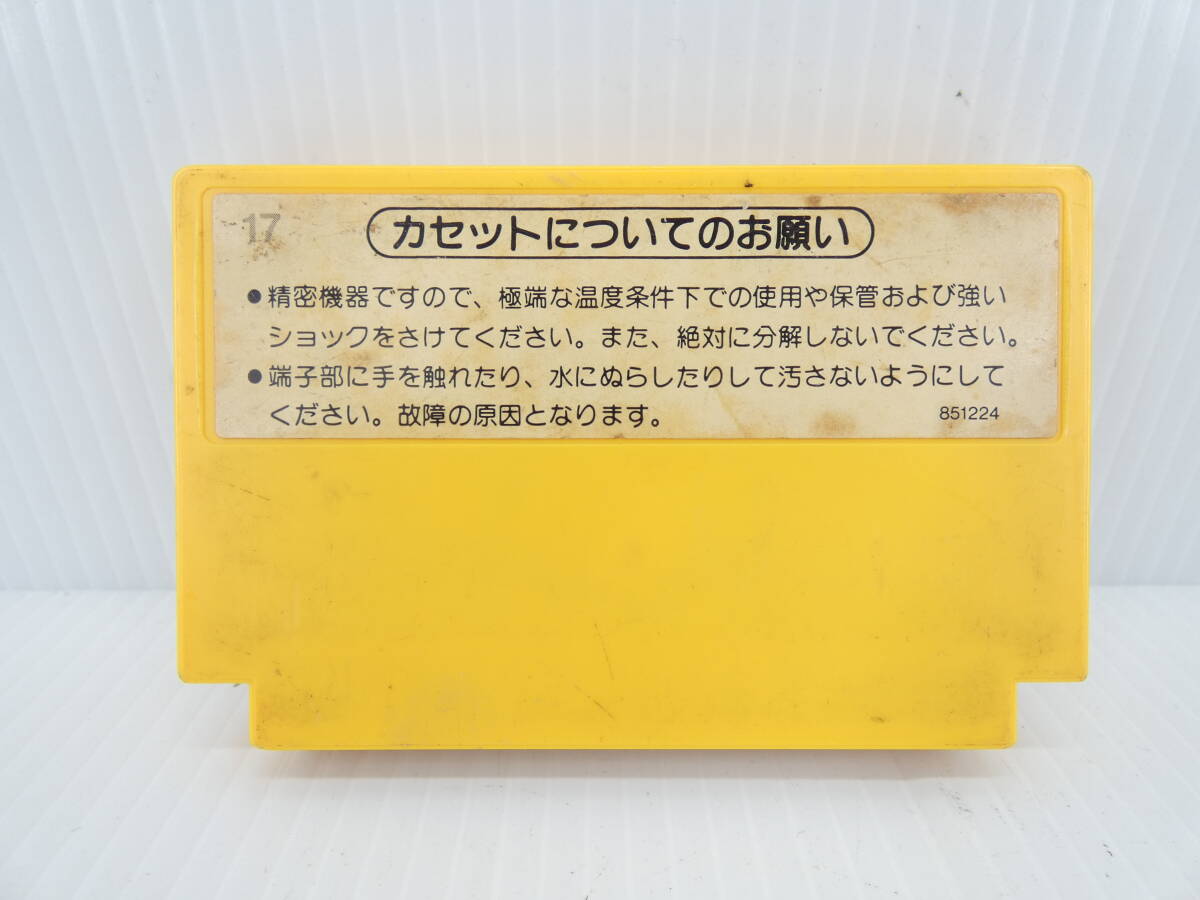 17
カセットについてのお願い
●精密機器ですので、極端な温度条件下での使用や保管および強い
ショックをさけてください。また、絶対に分解しないでください。
●端子部に手を触れたり、水にぬらしたりして汚さないようにして
ください。故障の原因となります。
851224